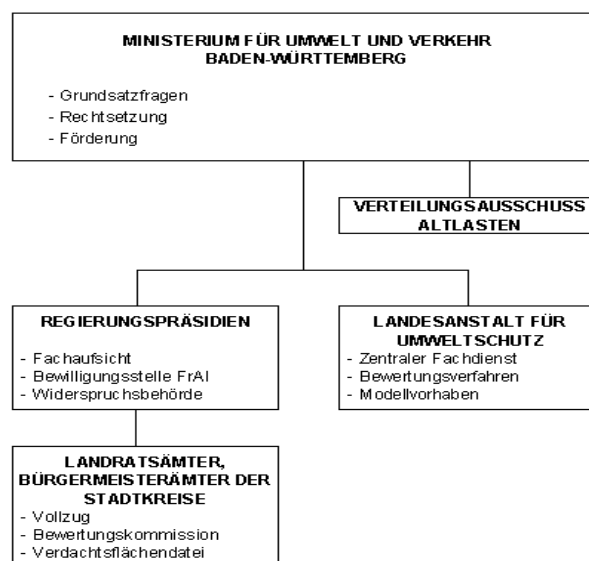 MINISTERIUM FÜR UMWELT UND VERKEHR
BADEN-WÜRTTEMBERG
- Grundsatzfragen
- Rechtsetzung
- Förderung
VERTEILUNGSAUSSCHUSS
ALTLASTEN
REGIERUNGSPRÄSIDIEN
- Fachaufsicht
- Bewilligungsstelle FrAl
- Widerspruchsbehörde
LANDESANSTALT FÜR
UMWELTSCHUTZ
- Zentraler Fachdienst
- Bewertungsverfahren
- Modellvorhaben
LANDRATSÄMTER,
BÜRGERMEISTERÄMTER DER
STADTKREISE
- Vollzug
- Bewertungskommission
- Verdachtsflächendatei